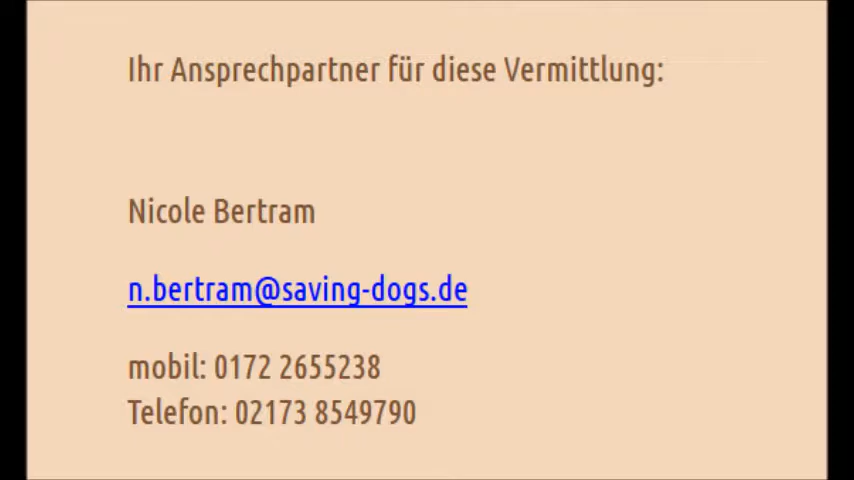 Ihr Ansprechpartner für diese Vermittlung:
Nicole Bertram
n.bertram@saving-dogs.de
mobil: 0172 2655238
Telefon: 02173 8549790